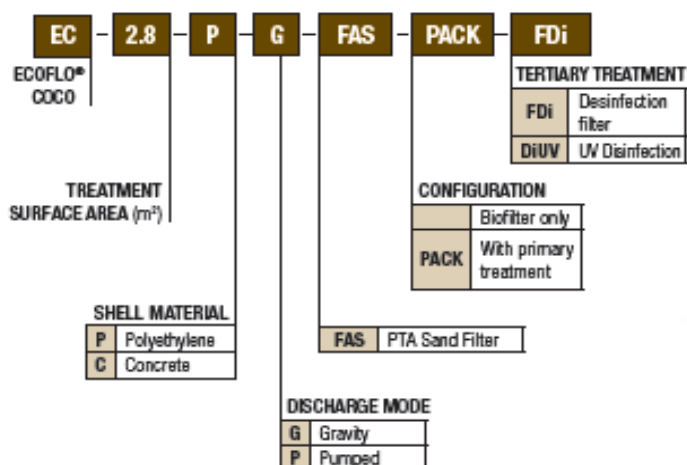 EC - 2.8 - P - G - FAS - PACK - FDi
ECOFLO®
COCO
TERTIARY TREATMENT
FDi Desinfection
filter
DiUV UV Disinfection
TREATMENT
SURFACE AREA (m²)
CONFIGURATION
Biofilter only
PACK With primary
treatment
SHELL MATERIAL
P Polyethylene
C Concrete
FAS PTA Sand Filter
DISCHARGE MODE
G Gravity
P Pumped